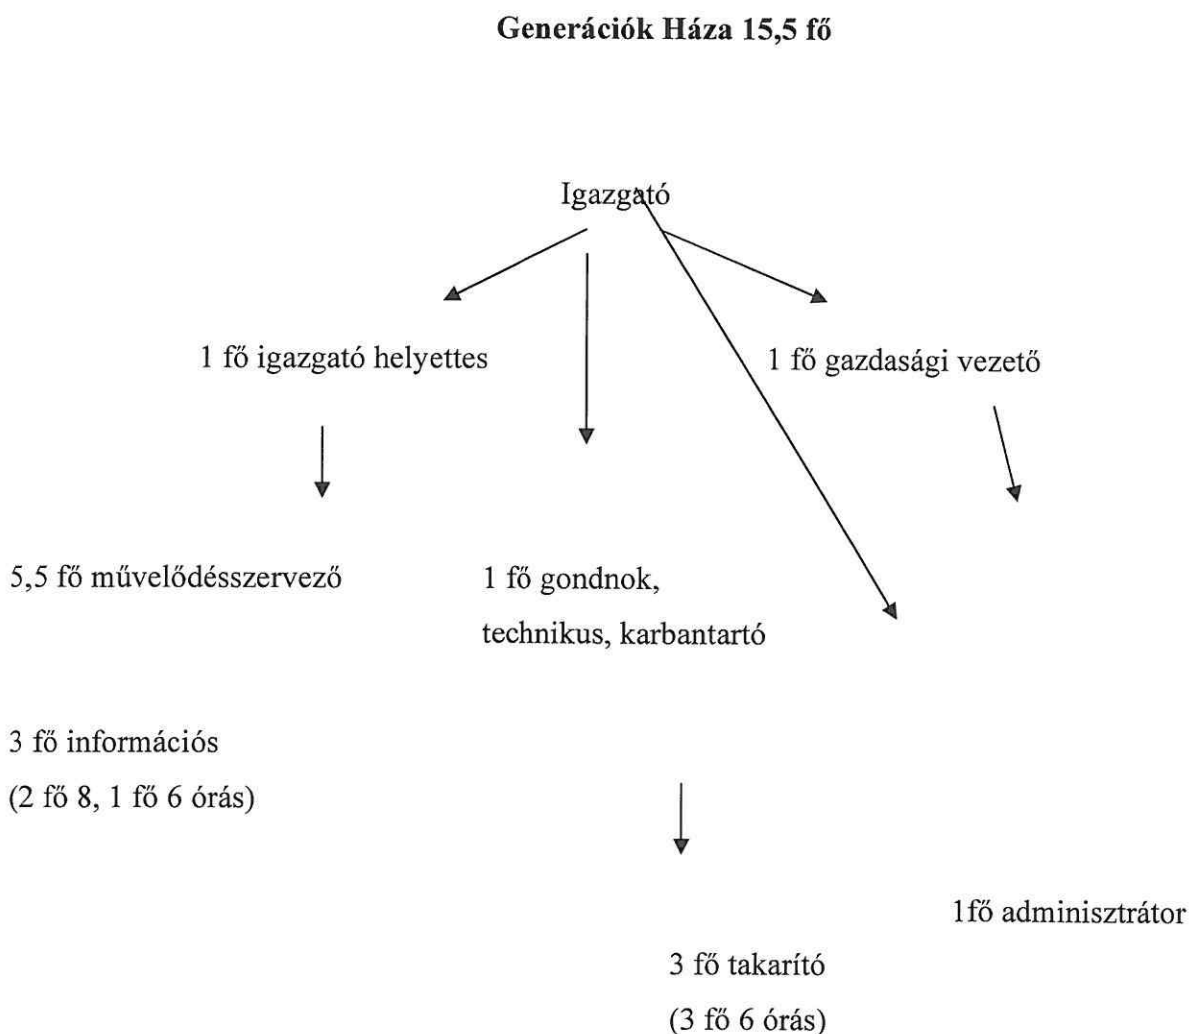 Generációk Háza 15,5 fő
Igazgató
1 fő igazgató helyettes
1 fő gazdasági vezető
5,5 fő művelődésszervező
1 fő gondnok,
technikus, karbantartó
3 fő információs
(2 fő 8, 1 fő 6 órás)
1fő adminisztrátor
3 fő takarító
(3 fő 6 órás)